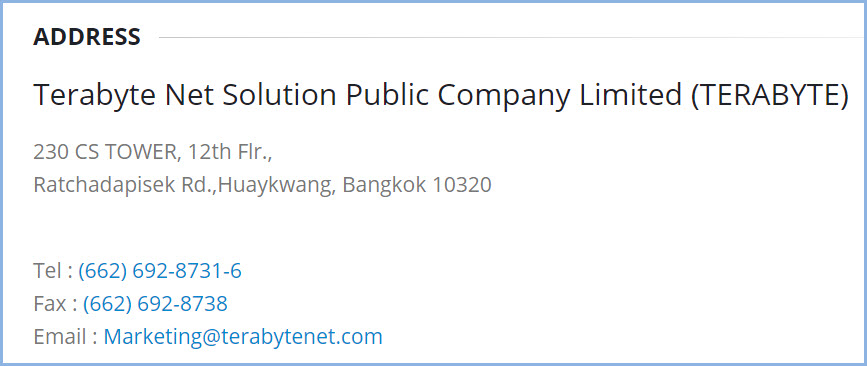 ADDRESS
Terabyte Net Solution Public Company Limited (TERABYTE)
230 CS TOWER, 12th Flr.,
Ratchadapisek Rd.,Huaykwang, Bangkok 10320
Tel : (662) 692-8731-6
Fax : (662) 692-8738
Email : Marketing@terabytenet.com